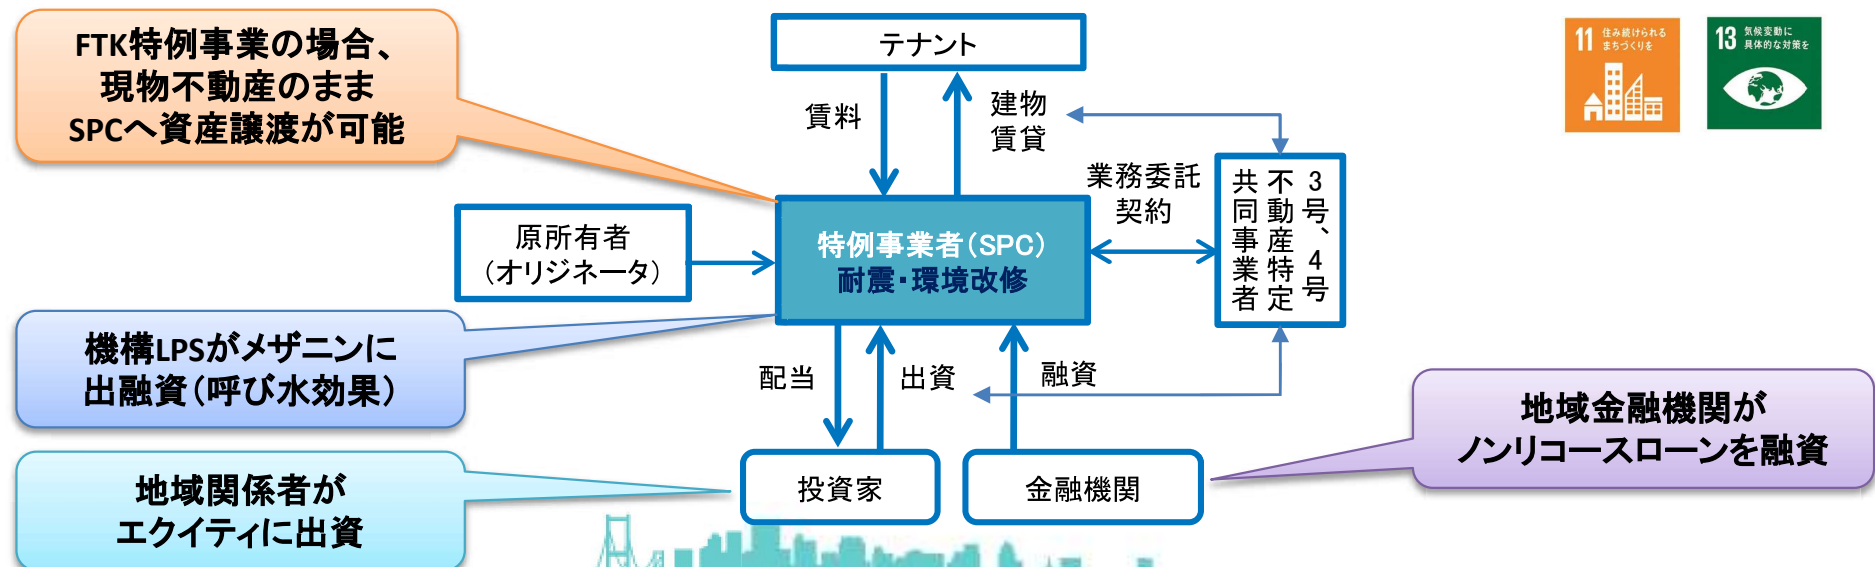 FTK特例事業の場合、
現物不動産のまま
SPCへ資産譲渡が可能
テナント
11 住み続けられる
まちづくりを
13 気候変動に
具体的な対策を
賃料
建物
賃貸
業務委託
契約
3号、4号
不動産特定
共同事業者
原所有者
(オリジネータ)
特例事業者(SPC)
耐震・環境改修
機構LPSがメザニンに
出融資(呼び水効果)
配当
出資
融資
地域金融機関が
ノンリコースローンを融資
地域関係者が
エクイティに出資
投資家
金融機関